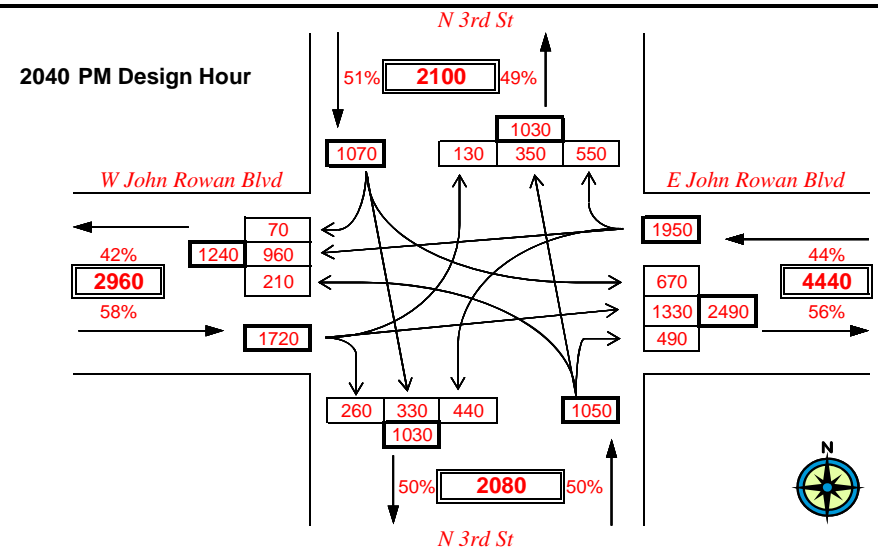 N 3rd St
2040 PM Design Hour
51% 2100 49%
1030
1070 130 350 550
W John Rowan Blvd E John Rowan Blvd
70 1950
42% 1240 960 44%
2960 210 670 4440
58% 1330 2490 56%
1720 490
260 330 440 1050
1030
50% 2080 50%
N 3rd St
N